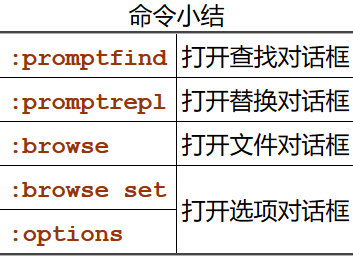 命令小结
:promptfind 打开查找对话框
:promptrepl 打开替换对话框
:browse 打开文件对话框
:browse set 打开选项对话框
:options